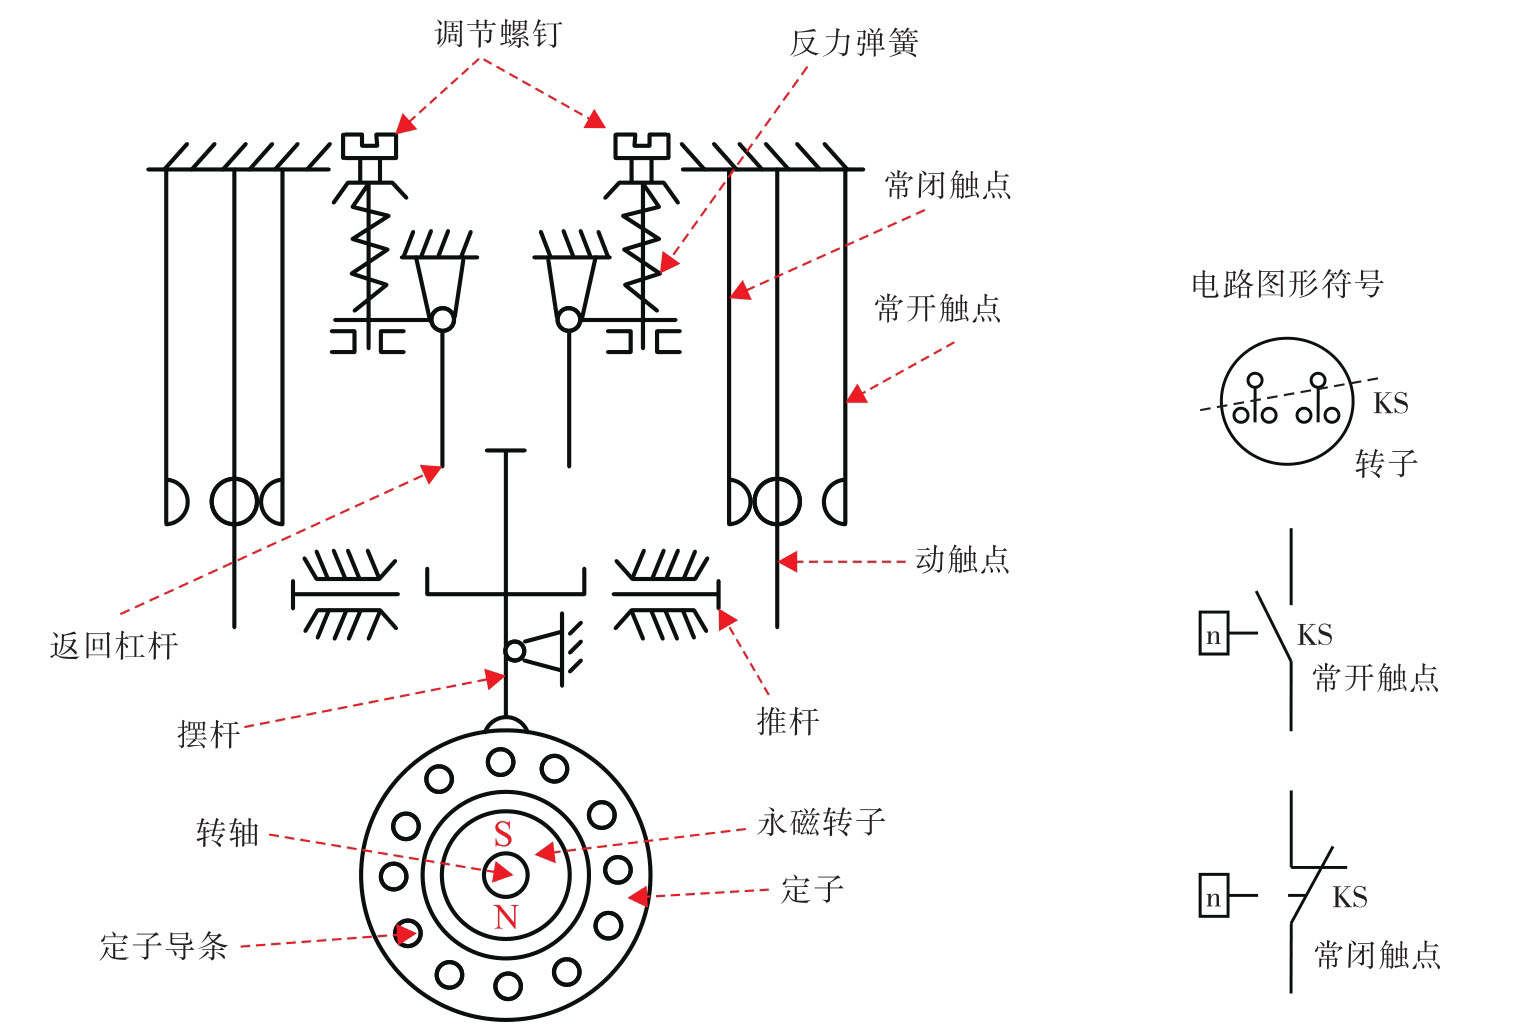 调节螺钉
反力弹簧
常闭触点
常开触点
动触点
返回杠杆
摆杆
推杆
转轴
S
N
永磁转子
定子
定子导条
电路图形符号
KS
转子
n
KS
常开触点
n
KS
常闭触点